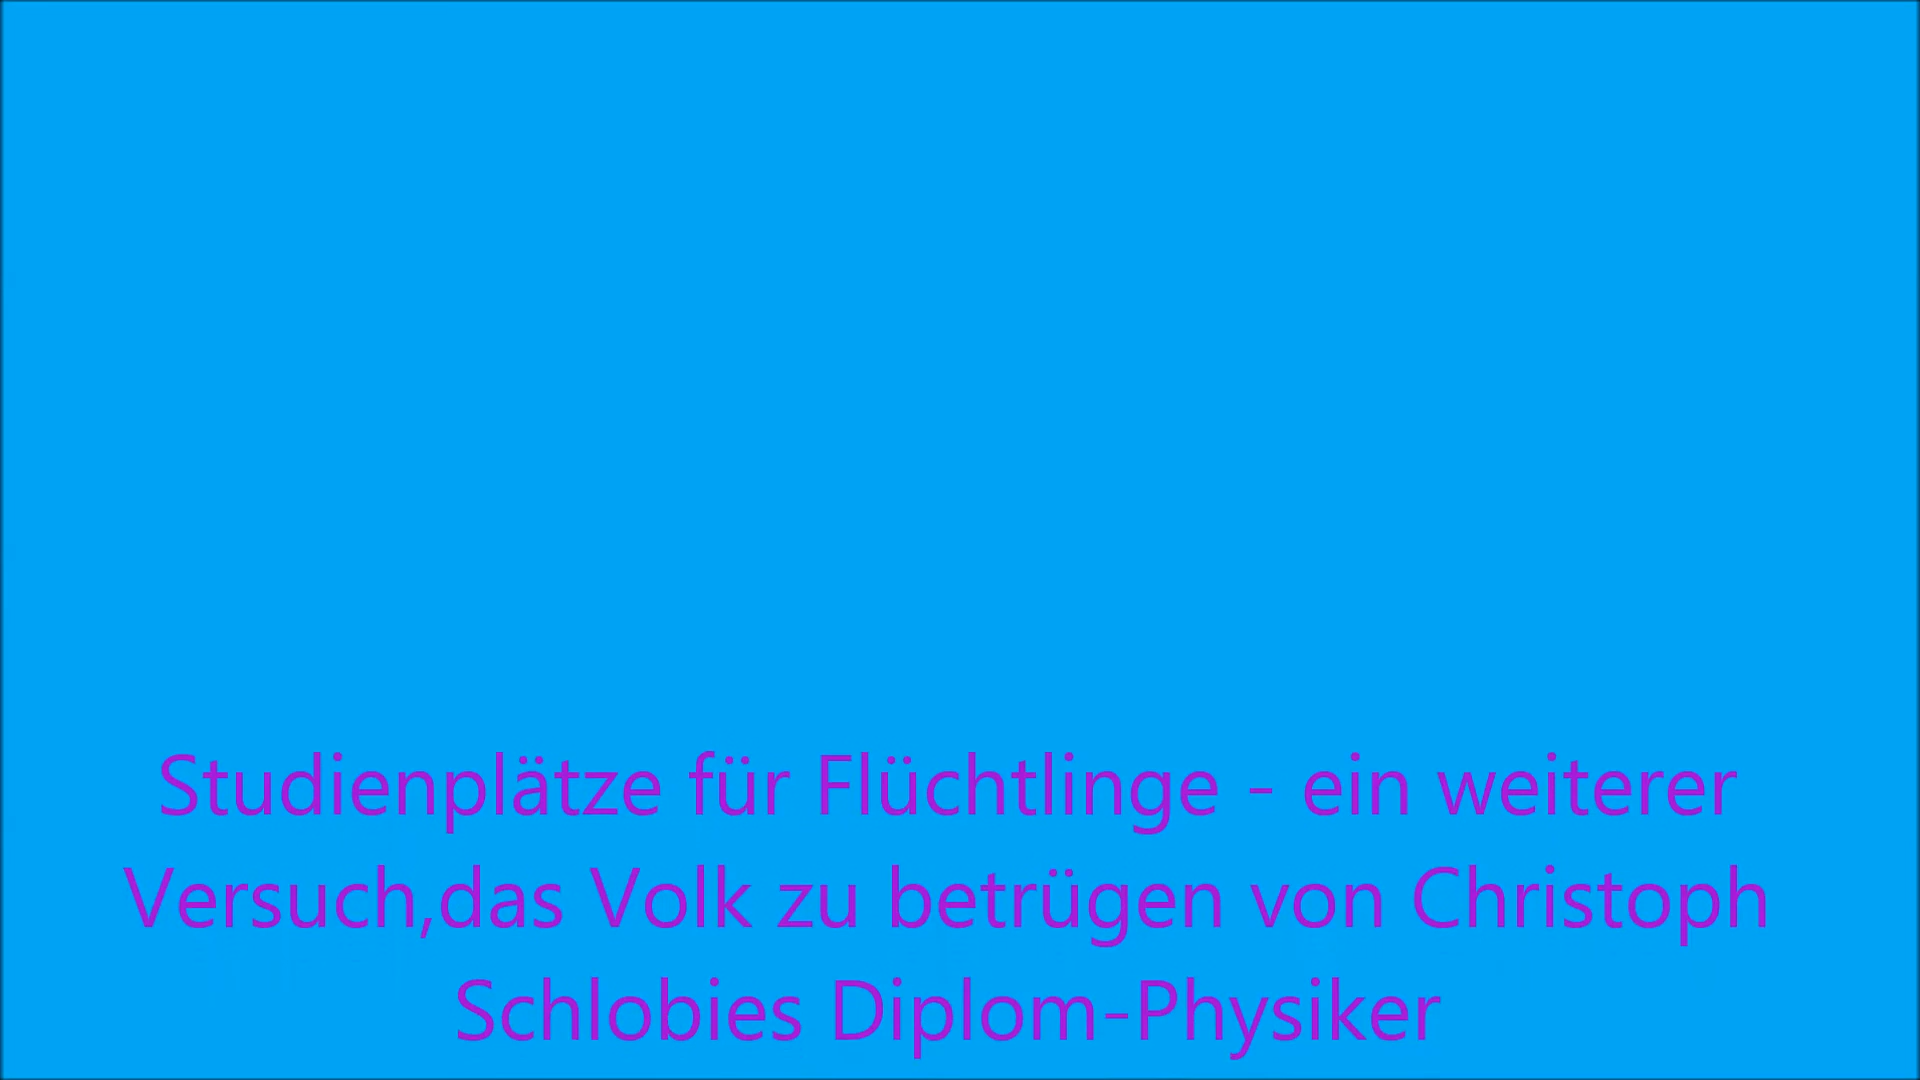 Studienplätze für Flüchtlinge - ein weiterer
Versuch,das Volk zu betrügen von Christoph
Schlobies Diplom-Physiker